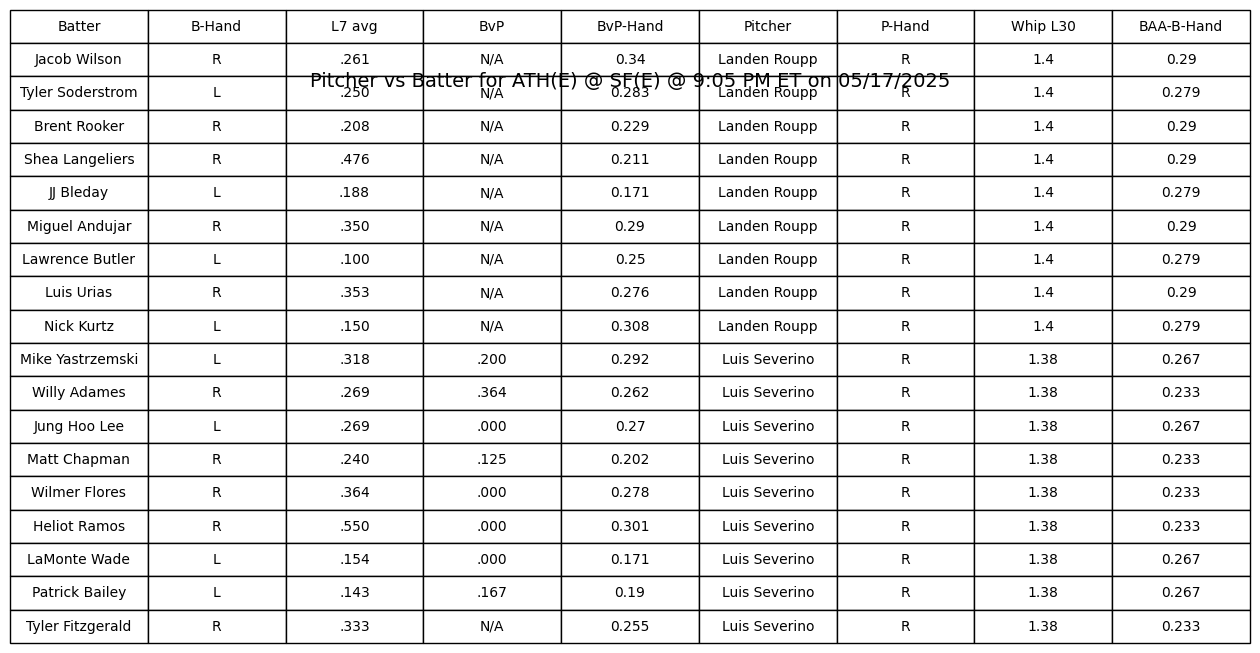 Batter B-Hand L7 avg BvP BvP-Hand Pitcher P-Hand Whip L30 BAA-B-Hand
Jacob Wilson R .261 N/A 0.34 Landen Roupp R 1.4 0.29
Pitcher vs Batter for ATH(E) @ SF(E) @ 9:05 PM ET on 05/17/2025
Tyler Soderstrom L .250 N/A 0.283 Landen Roupp R 1.4 0.279
Brent Rooker R .208 N/A 0.229 Landen Roupp R 1.4 0.29
Shea Langeliers R .476 N/A 0.211 Landen Roupp R 1.4 0.29
JJ Bleday L .188 N/A 0.171 Landen Roupp R 1.4 0.279
Miguel Andujar R .350 N/A 0.29 Landen Roupp R 1.4 0.29
Lawrence Butler L .100 N/A 0.25 Landen Roupp R 1.4 0.279
Luis Urias R .353 N/A 0.276 Landen Roupp R 1.4 0.29
Nick Kurtz L .150 N/A 0.308 Landen Roupp R 1.4 0.279
Mike Yastrzemski L .318 .200 0.292 Luis Severino R 1.38 0.267
Willy Adames R .269 .364 0.262 Luis Severino R 1.38 0.233
Jung Hoo Lee L .269 .000 0.27 Luis Severino R 1.38 0.267
Matt Chapman R .240 .125 0.202 Luis Severino R 1.38 0.233
Wilmer Flores R .364 .000 0.278 Luis Severino R 1.38 0.233
Heliot Ramos R .550 .000 0.301 Luis Severino R 1.38 0.233
LaMonte Wade L .154 .000 0.171 Luis Severino R 1.38 0.267
Patrick Bailey L .143 .167 0.19 Luis Severino R 1.38 0.267
Tyler Fitzgerald R .333 N/A 0.255 Luis Severino R 1.38 0.233